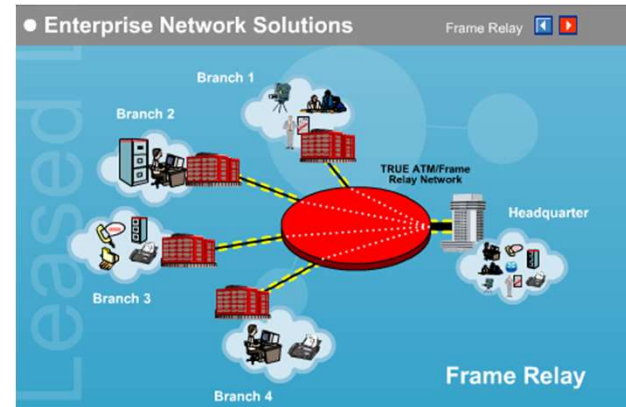 ● Enterprise Network Solutions
Frame Relay
Branch 1
Branch 2
TRUE ATM/Frame
Relay Network
Headquarter
Branch 3
Branch 4
Frame Relay
Leased L